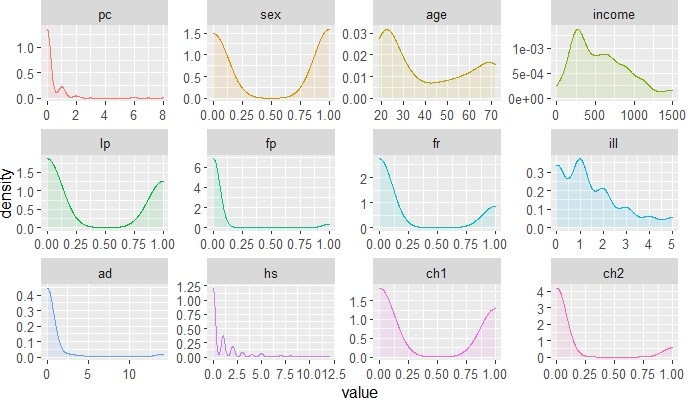 pc sex age income
1.0 0.5 0.0
0 2 4 6 8
1.5 1.0 0.5 0.0
0.00 0.25 0.50 0.75 1.00
0.03 0.02 0.01 0.00
20 30 40 50 60 70
1e-03 5e-04 0e+00
0 500 1000 1500
lp fp fr ill
1.5 1.0 0.5 0.0
0.00 0.25 0.50 0.75 1.00
6 4 2 0
0.00 0.25 0.50 0.75 1.00
2 1 0
0.00 0.25 0.50 0.75 1.00
0.3 0.2 0.1 0.0
0 1 2 3 4 5
ad hs ch1 ch2
0.4 0.3 0.2 0.1 0.0
0 5 10
1.25 1.00 0.75 0.50 0.25 0.00
0.0 2.5 5.0 7.5 10.0 12.5
1.5 1.0 0.5 0.0
0.00 0.25 0.50 0.75 1.00
4 3 2 1 0
0.00 0.25 0.50 0.75 1.00
density
value